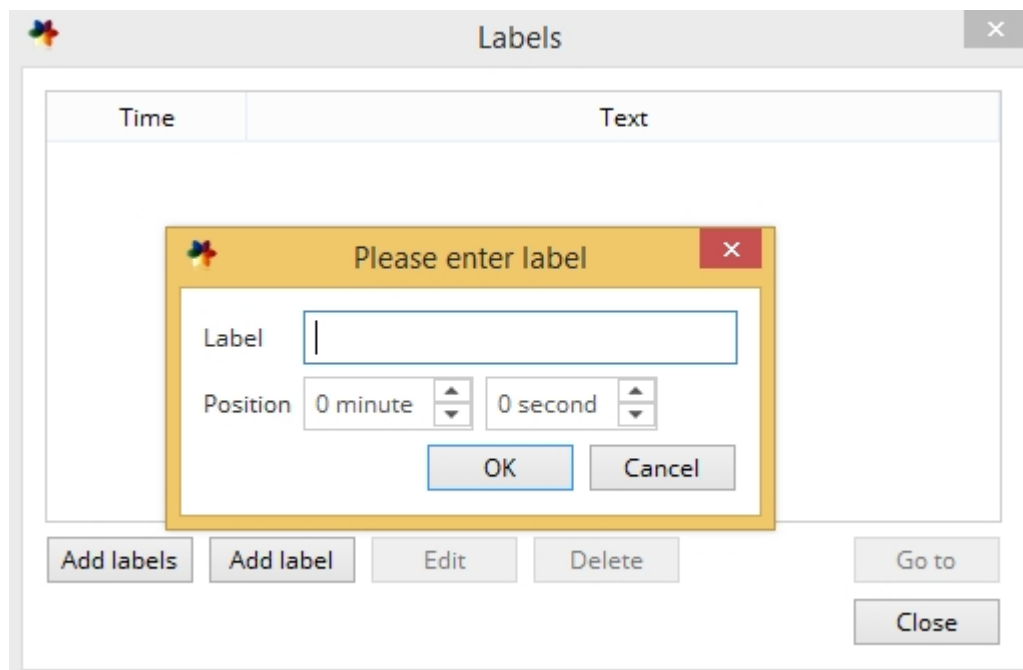 Labels
Time Text
Please enter label
Label
Position 0 minute 0 second
OK Cancel
Add labels Add label Edit Delete Go to
Close